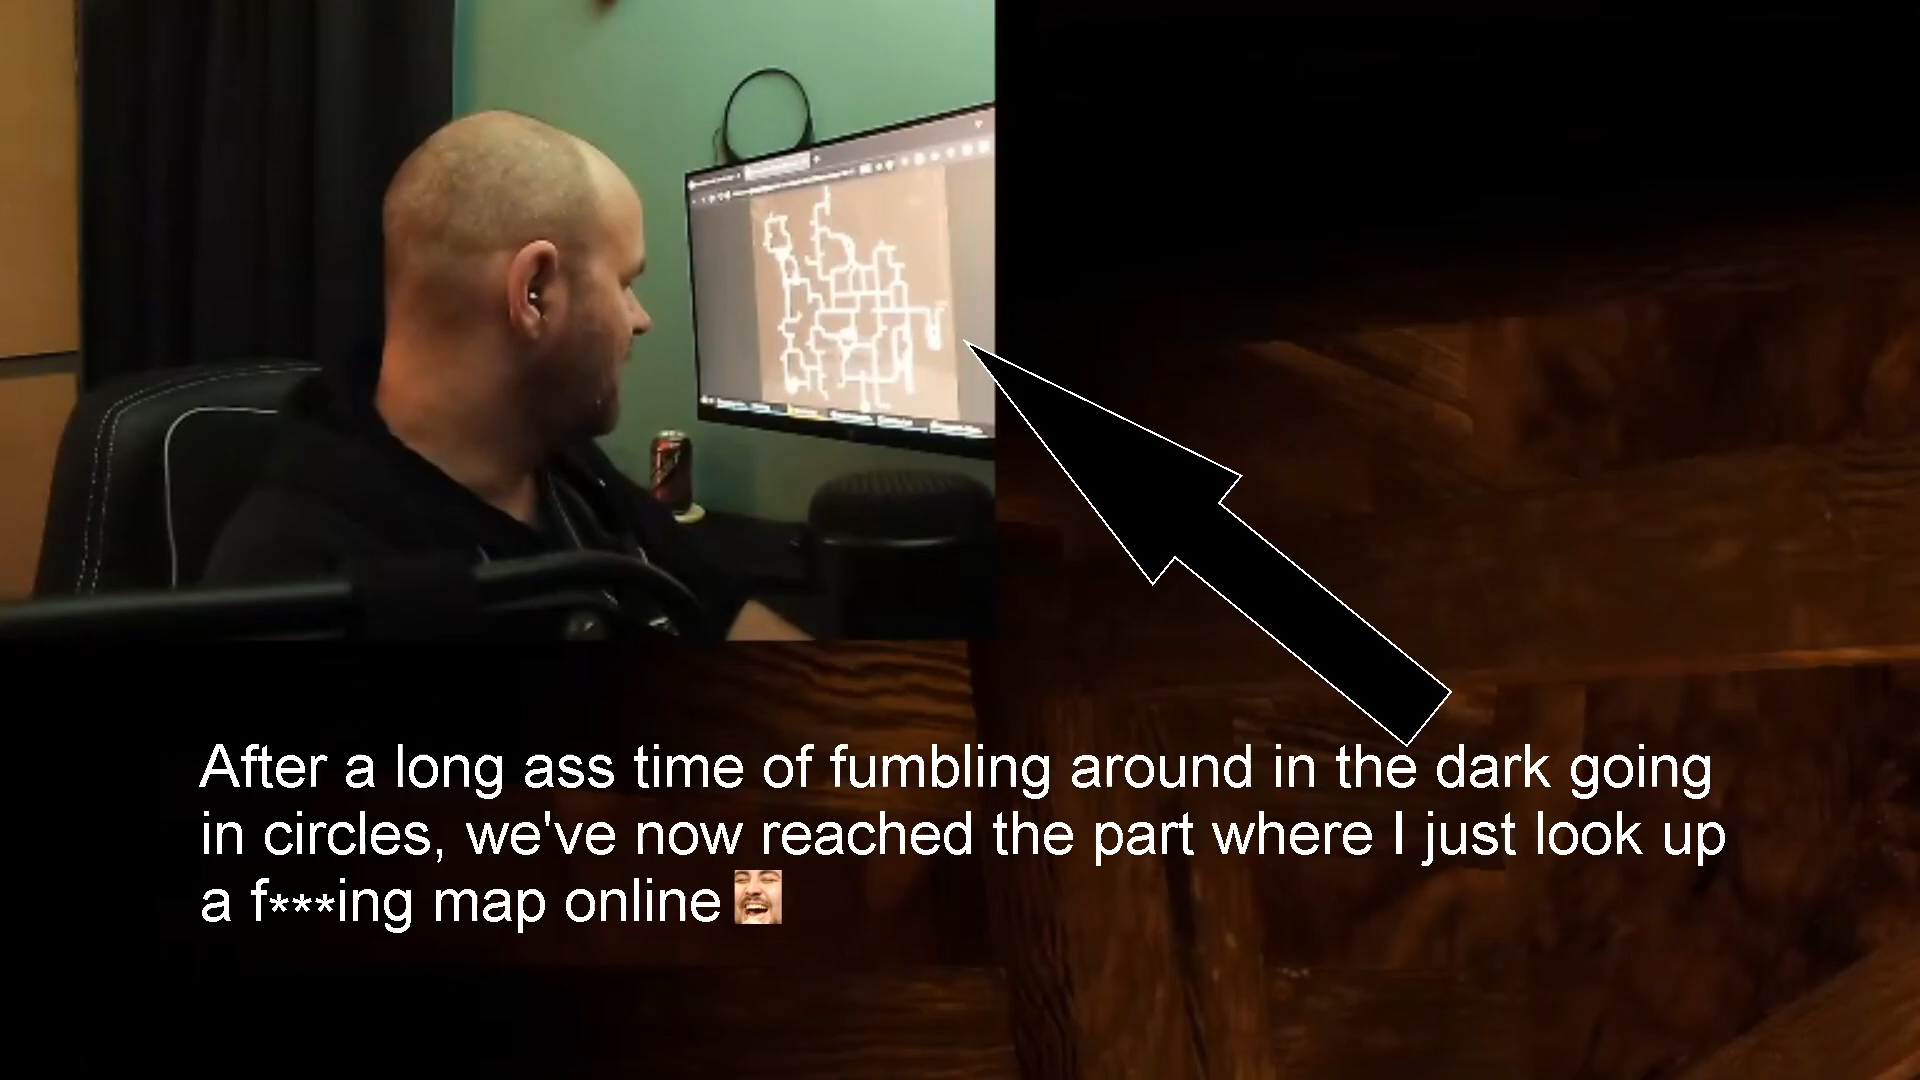 After a long ass time of fumbling around in the dark going
in circles, we've now reached the part where I just look up
a f***ing map online